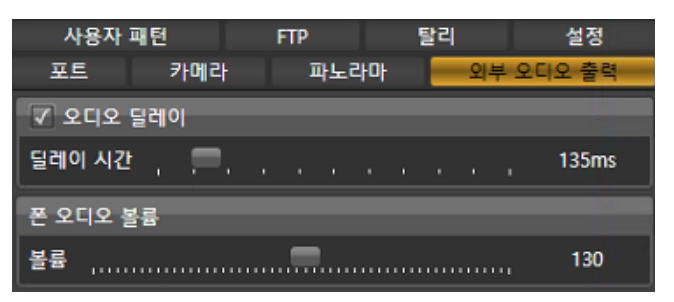 사용자 패턴 FTP 탈리 설정
포트 카메라 파노라마 외부 오디오 출력
오디오 딜레이
딜레이 시간 135ms
폰 오디오 볼륨
볼륨 130